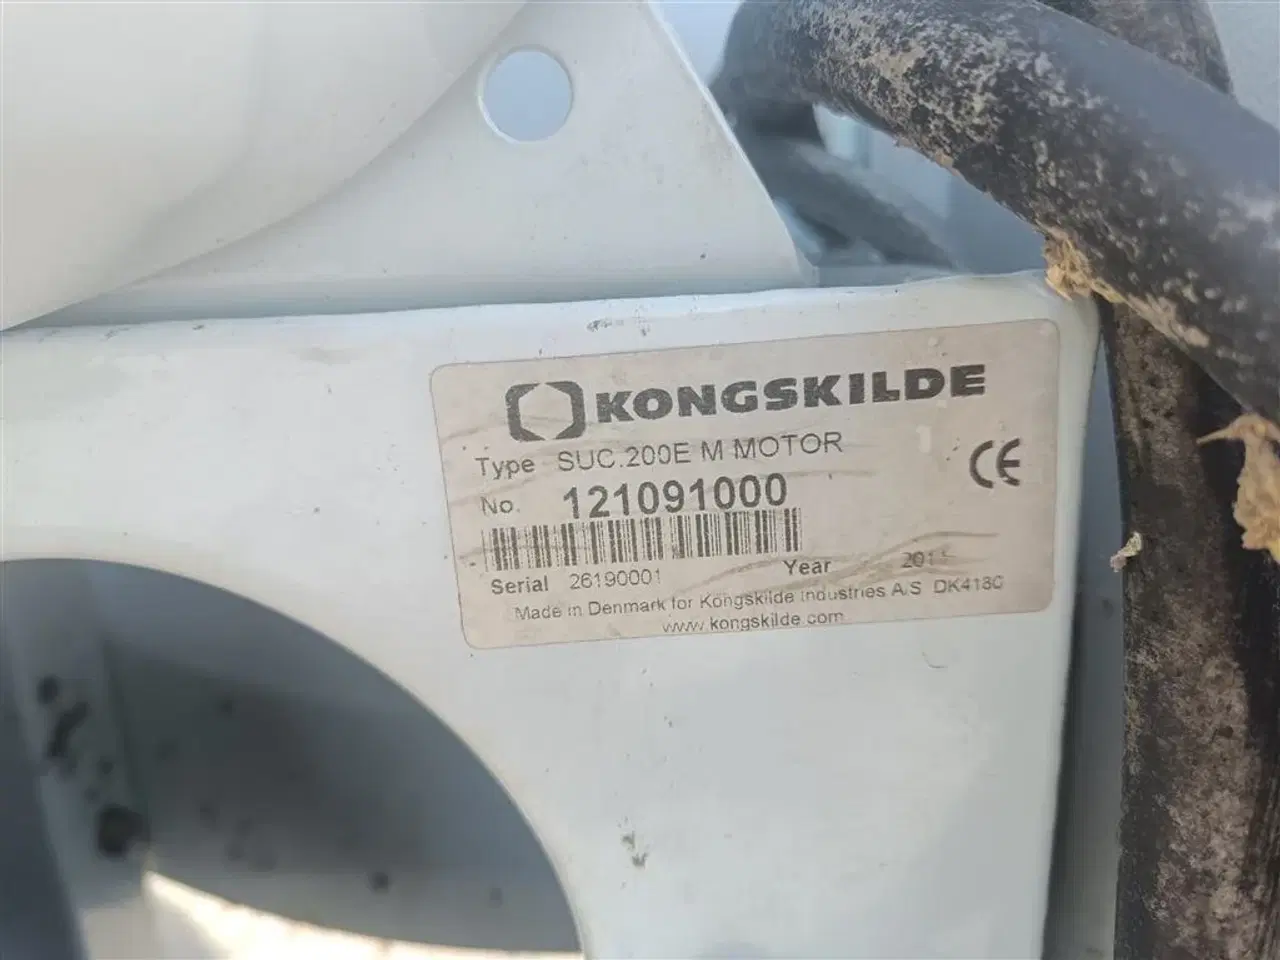 KONGSKILDE
Type SUC.200E M MOTOR
CE
No. 121091000
Serial 26190001 Year
Made in Denmark for Kongskilde Industries A/S
www.kongskilde.com